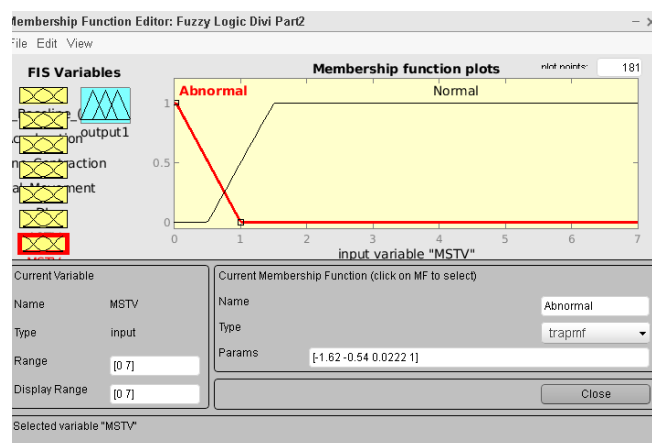 Membership Function Editor: Fuzzy Logic Divi Part2
File Edit View
FIS Variables
output1
Membership function plots
plot points:
181
Abnormal
Normal
1
0.5
0
0 1 2 3 4 5 6 7
input variable "MSTV"
Current Variable
Name MSTV
Type input
Range [0 7]
Display Range [0 7]
Current Membership Function (click on MF to select)
Name Abnormal
Type trapmf
Params [-1.62 -0.54 0.0222 1]
Close
Selected variable "MSTV"